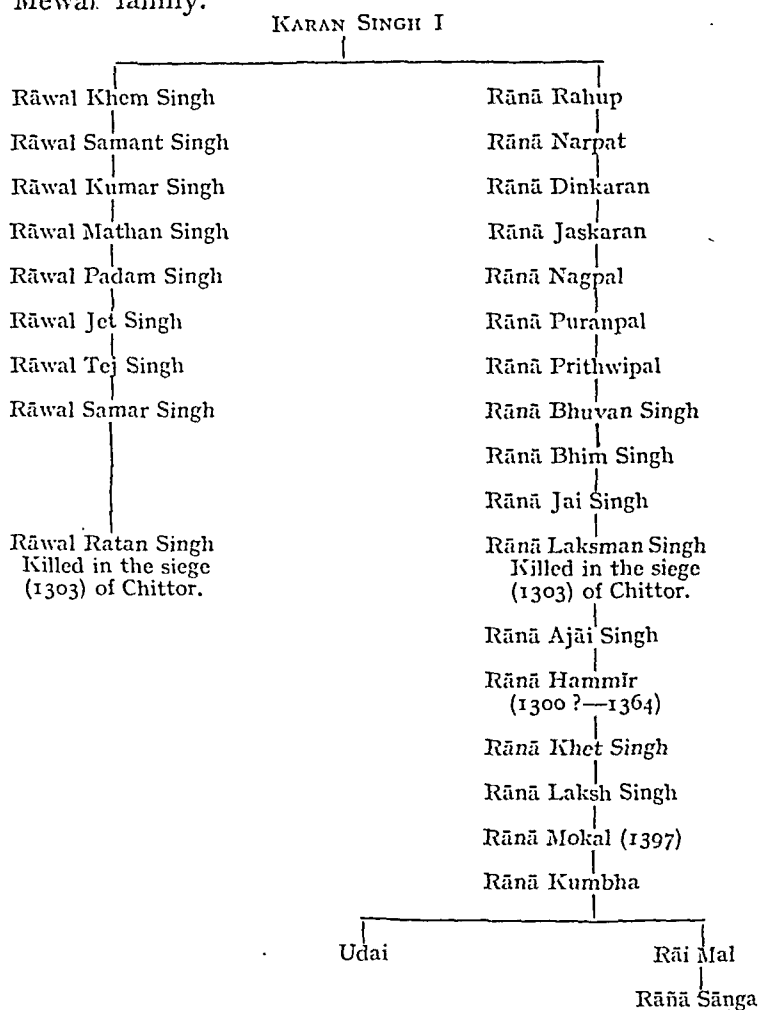 Mewar family.
KARAN SINGH I
Rāwal Khem Singh
Rāwal Samant Singh
Rāwal Kumar Singh
Rāwal Mathan Singh
Rāwal Padam Singh
Rāwal Jet Singh
Rāwal Tej Singh
Rāwal Samar Singh
Rāwal Ratan Singh
Killed in the siege
(1303) of Chittor.
Rānā Rahup
Rānā Narpat
Rānā Dinkaran
Rānā Jaskaran
Rānā Nagpal
Rānā Puranpal
Rānā Prithwipal
Rānā Bhuvan Singh
Rānā Bhim Singh
Rānā Jai Singh
Rānā Laksman Singh
Killed in the siege
(1303) of Chittor.
Rānā Ajāi Singh
Rānā Hammīr
(1300 ?—1364)
Rānā Khet Singh
Rānā Laksh Singh
Rānā Mokal (1397)
Rānā Kumbha
Udai
Rāi Mal
Rāñā Sānga